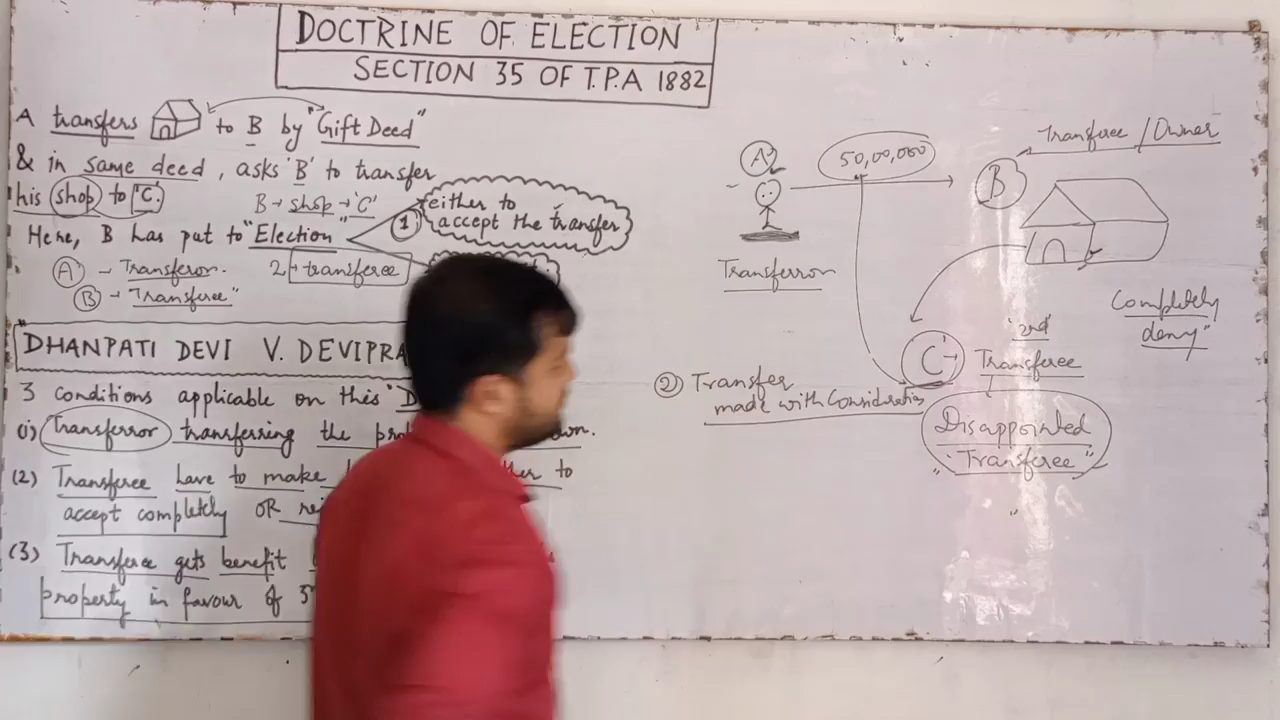 DOCTRINE OF ELECTION
SECTION 35 OF T.P.A 1882
A transfers to B by "Gift Deed"
& in same deed, asks 'B' to transfer
his shop to 'C'.
B → shop → 'C'
Here, B has put to "Election"
1 either to
accept the transfer
(A) - Transferor.
2 → transferee
(B) - "Transferee"
"DHANPATI DEVI V. DEVIPRA
3 conditions applicable on this "D
(1) Transferror transferring the own.
(2) Transferee have to make to
accept completely OR
(3) Transferee gets benefit
property in favour of
A
50,00,000
B
Transferee / Owner
Transferron
Completely
deny"
C →
'2nd'
Transferee
② Transfer
made with Consideration
Disappointed
"Transferee"